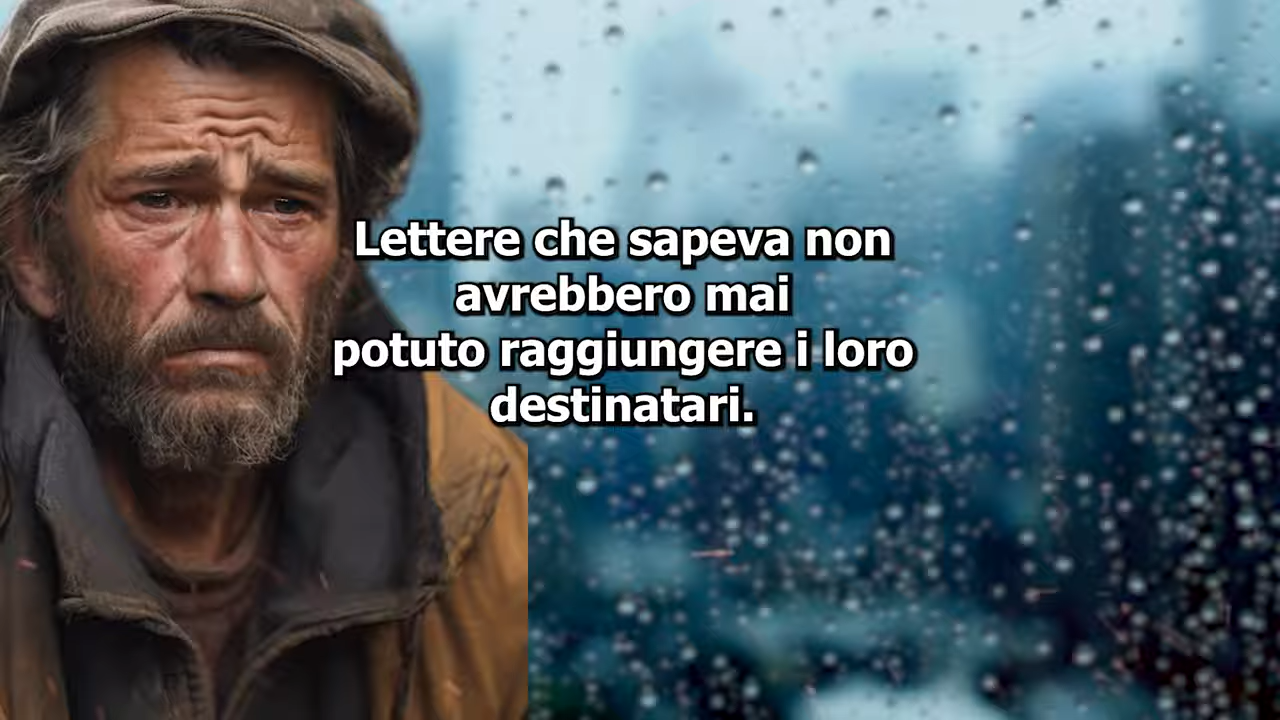 Lettere che sapeva non
avrebbero mai
potuto raggiungere i loro
destinatari.